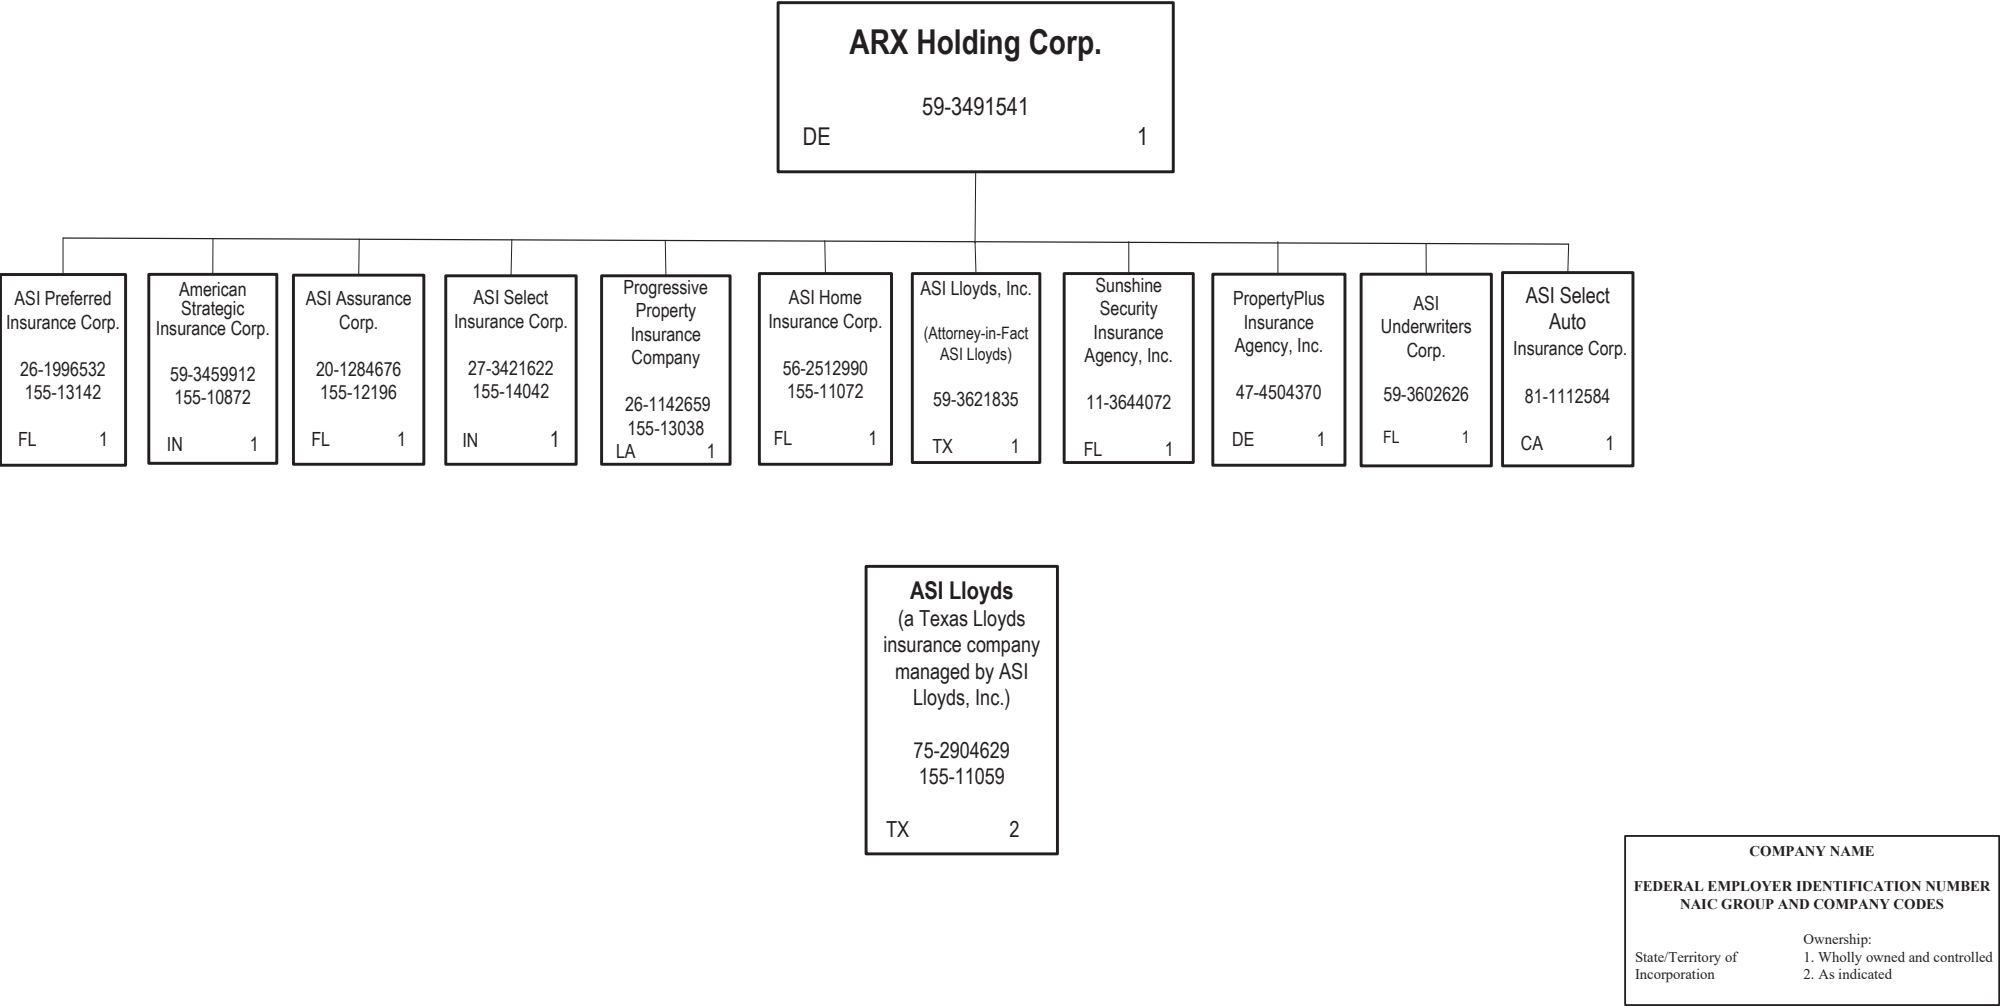 ARX Holding Corp.
59-3491541
DE 1
ASI Preferred
Insurance Corp.
26-1996532
155-13142
FL 1
American
Strategic
Insurance Corp.
59-3459912
155-10872
IN 1
ASI Assurance
Corp.
20-1284676
155-12196
FL 1
ASI Select
Insurance Corp.
27-3421622
155-14042
IN 1
Progressive
Property
Insurance
Company
26-1142659
155-13038
LA 1
ASI Home
Insurance Corp.
56-2512990
155-11072
FL 1
ASI Lloyds, Inc.
(Attorney-in-Fact
ASI Lloyds)
59-3621835
TX 1
Sunshine
Security
Insurance
Agency, Inc.
11-3644072
FL 1
PropertyPlus
Insurance
Agency, Inc.
47-4504370
DE 1
ASI
Underwriters
Corp.
59-3602626
FL 1
ASI Select
Auto
Insurance Corp.
81-1112584
CA 1
ASI Lloyds
(a Texas Lloyds
insurance company
managed by ASI
Lloyds, Inc.)
75-2904629
155-11059
TX 2
COMPANY NAME
FEDERAL EMPLOYER IDENTIFICATION NUMBER
NAIC GROUP AND COMPANY CODES
Ownership:
State/Territory of 1. Wholly owned and controlled
Incorporation 2. As indicated